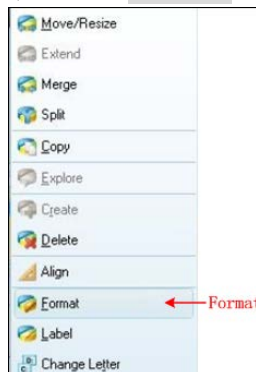 Move/Resize
Extend
Merge
Split
Copy
Explore
Create
Delete
Align
Format
Format
Label
Change Letter